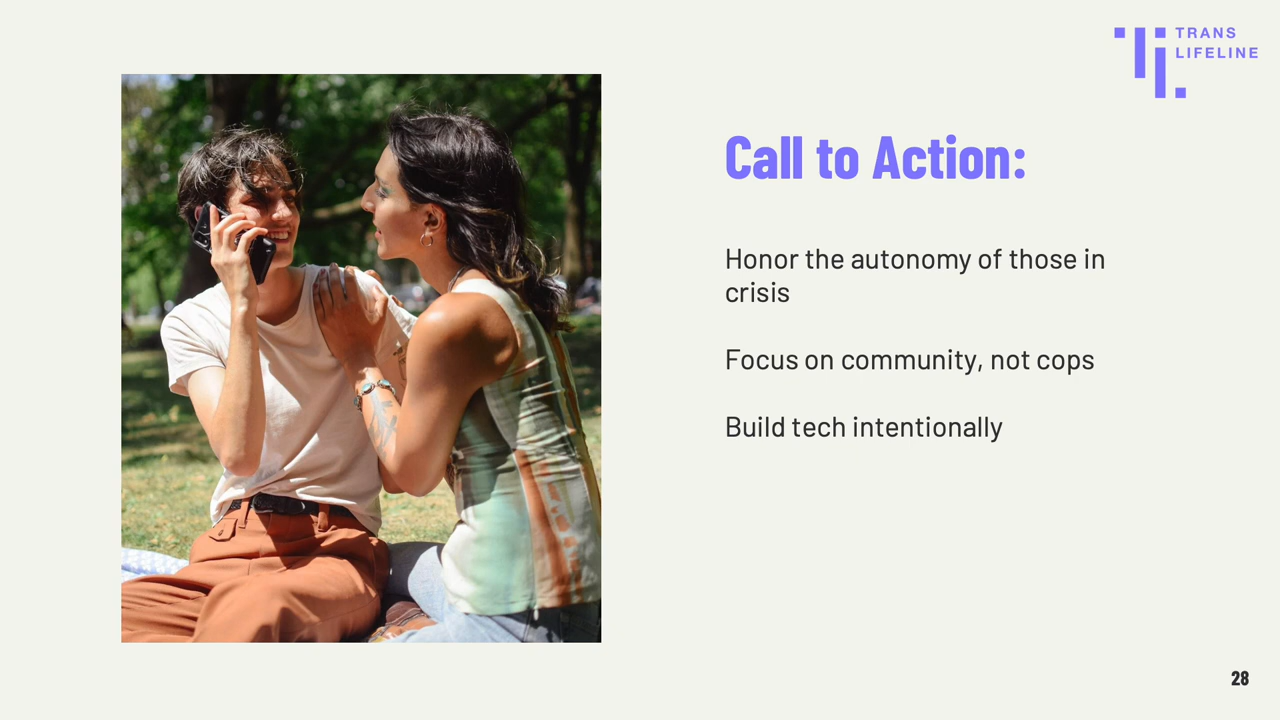 TRANS
LIFELINE
Call to Action:
Honor the autonomy of those in
crisis
Focus on community, not cops
Build tech intentionally
28